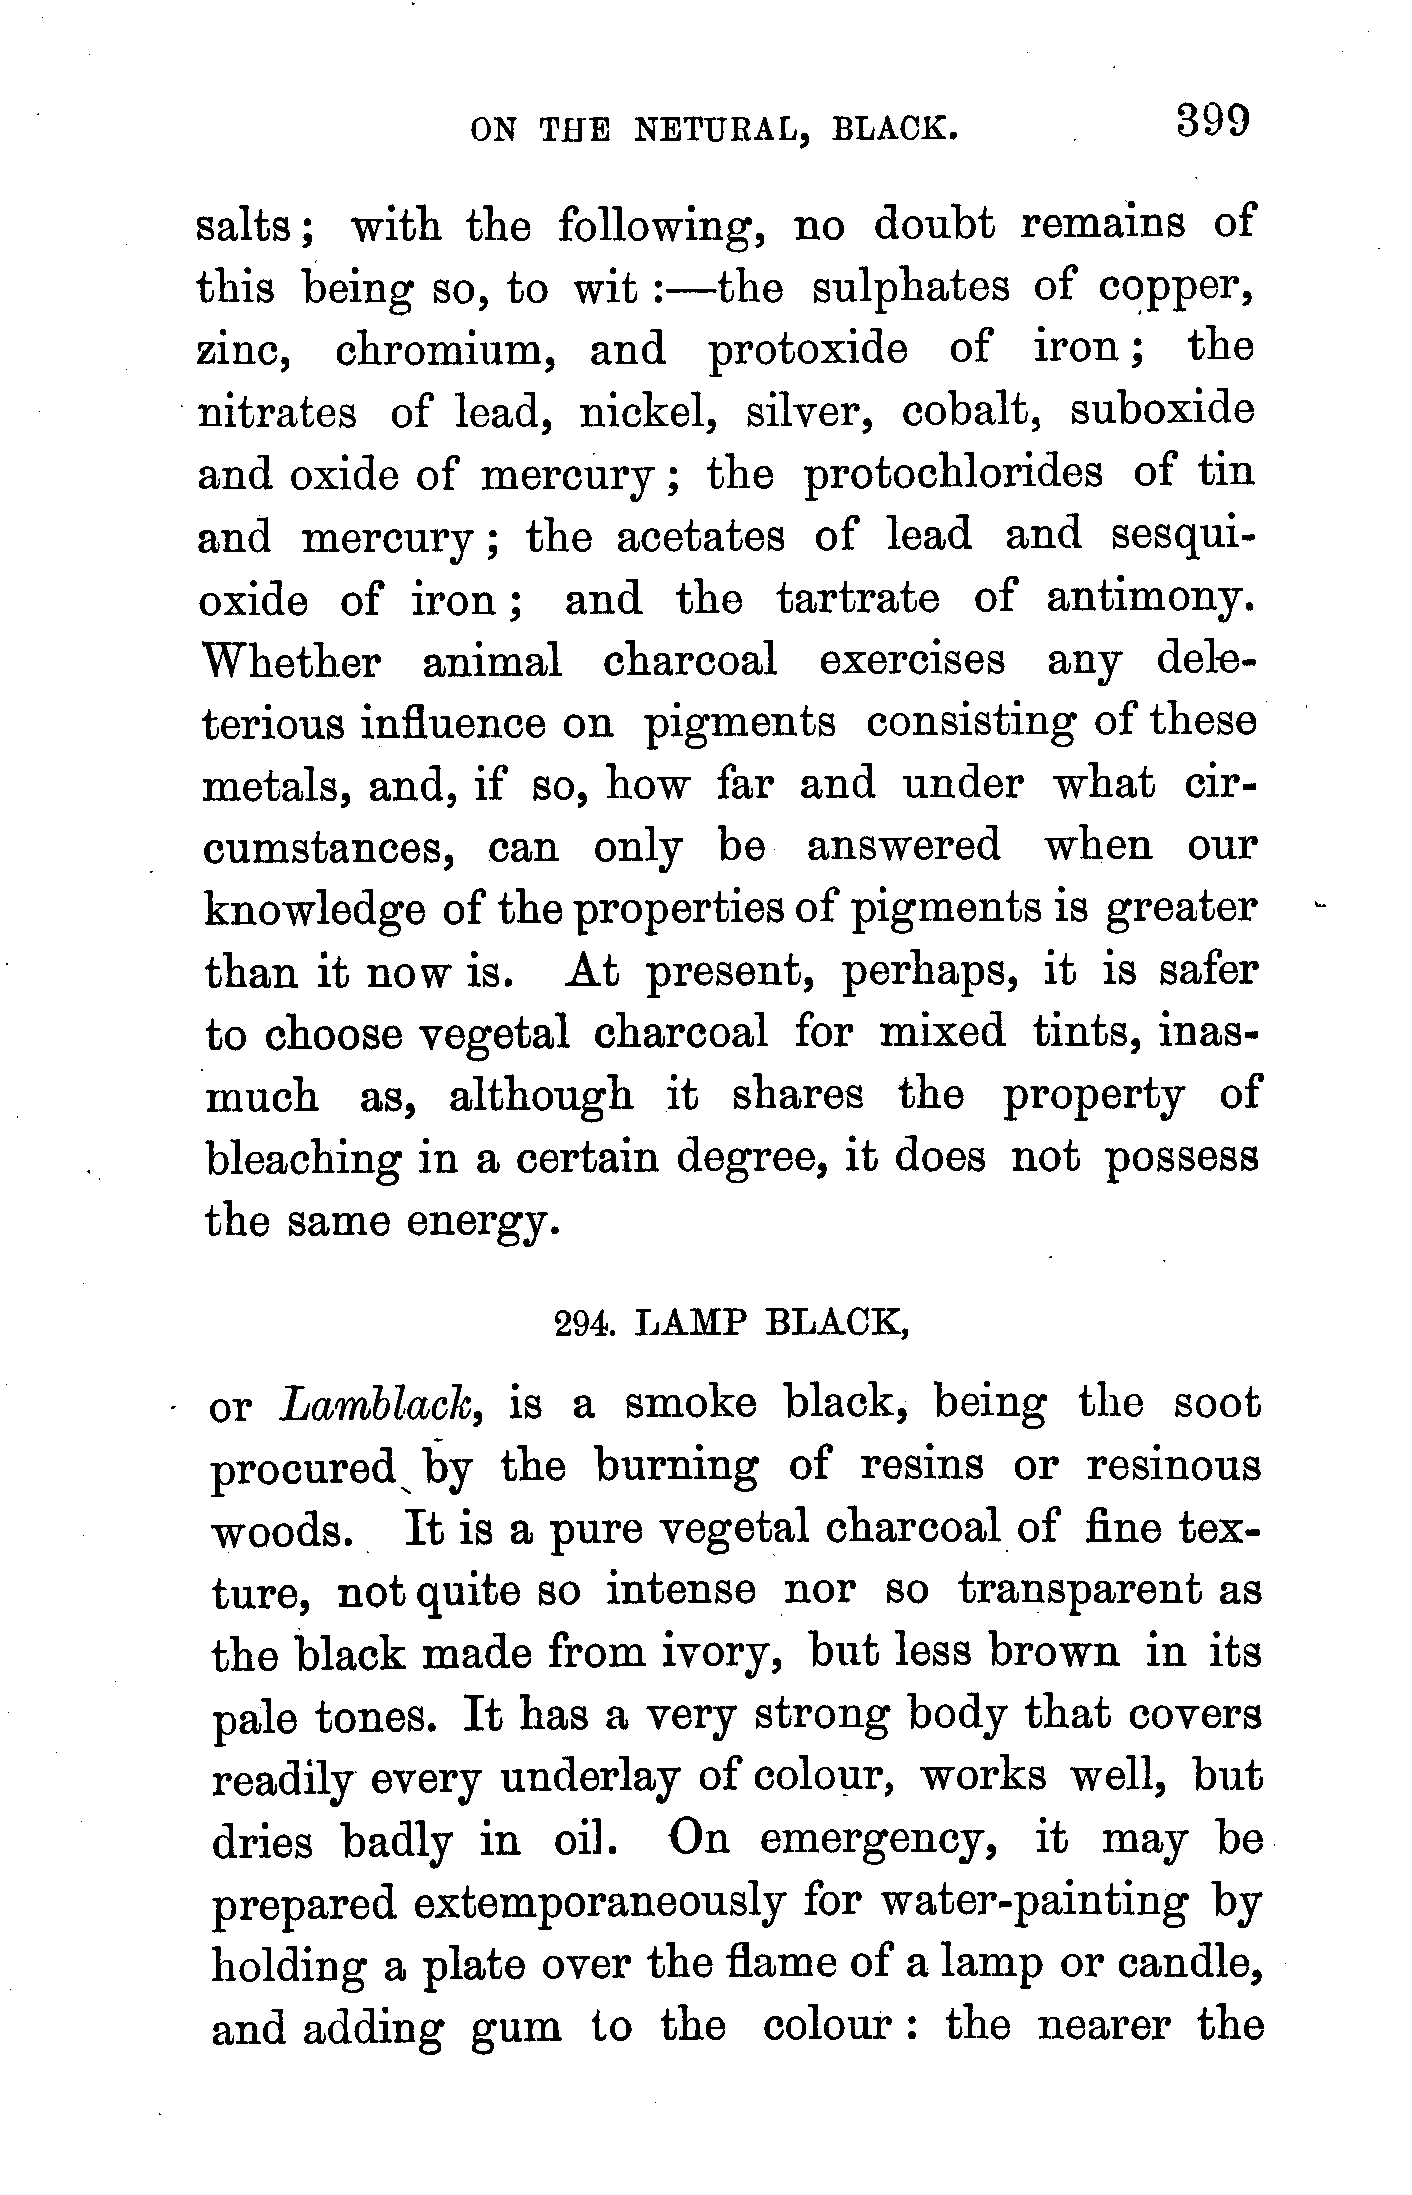 ON THE NETURAL, BLACK. 399
salts; with the following, no doubt remains of
this being so, to wit :—the sulphates of copper,
zinc, chromium, and protoxide of iron; the
nitrates of lead, nickel, silver, cobalt, suboxide
and oxide of mercury; the protochlorides of tin
and mercury; the acetates of lead and sesqui-
oxide of iron; and the tartrate of antimony.
Whether animal charcoal exercises any dele-
terious influence on pigments consisting of these
metals, and, if so, how far and under what cir-
cumstances, can only be answered when our
knowledge of the properties of pigments is greater
than it now is. At present, perhaps, it is safer
to choose vegetal charcoal for mixed tints, inas-
much as, although it shares the property of
bleaching in a certain degree, it does not possess
the same energy.
294. LAMP BLACK,
or Lamblack, is a smoke black, being the soot
procured by the burning of resins or resinous
woods. It is a pure vegetal charcoal of fine tex-
ture, not quite so intense nor so transparent as
the black made from ivory, but less brown in its
pale tones. It has a very strong body that covers
readily every underlay of colour, works well, but
dries badly in oil. On emergency, it may be
prepared extemporaneously for water-painting by
holding a plate over the flame of a lamp or candle,
and adding gum to the colour: the nearer the